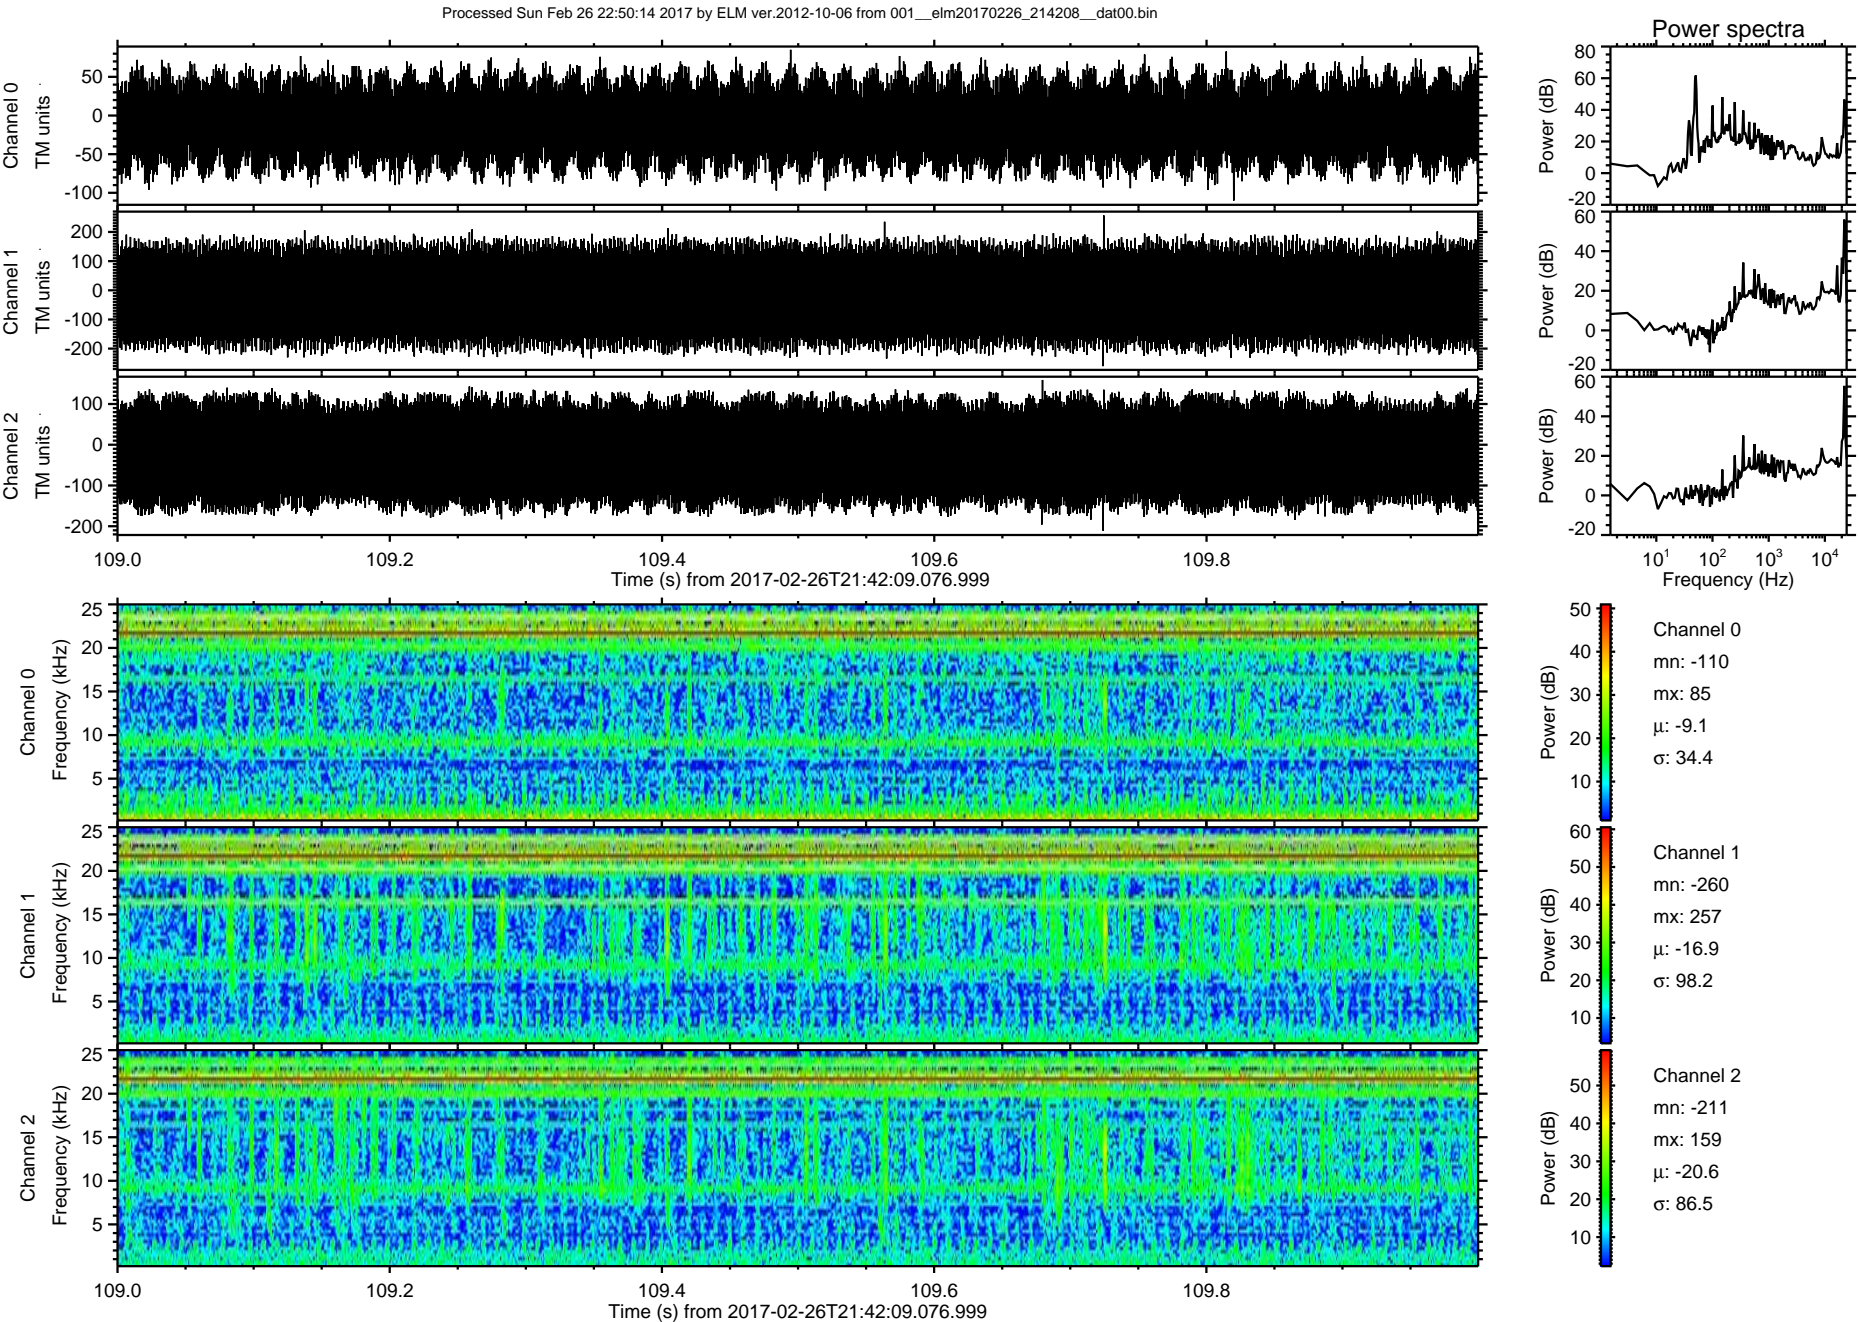 Processed Sun Feb 26 22:50:14 2017 by ELM ver.2012-10-06 from 001__elm20170226_214208__dat00.bin
Power spectra
Channel 0
TM units
50
0
-50
-100
Power (dB)
80
60
40
20
0
-20
Channel 1
TM units
200
100
0
-100
-200
Power (dB)
60
40
20
0
-20
Channel 2
TM units
100
0
-100
-200
Power (dB)
60
40
20
0
-20
109.0 109.2 109.4 109.6 109.8
Time (s) from 2017-02-26T21:42:09.076.999
10¹ 10² 10³ 10⁴
Frequency (Hz)
Channel 0
Frequency (kHz)
25
20
15
10
5
Power (dB)
50
40
30
20
10
Channel 0
mn: -110
mx: 85
μ: -9.1
σ: 34.4
Channel 1
Frequency (kHz)
25
20
15
10
5
Power (dB)
60
50
40
30
20
10
Channel 1
mn: -260
mx: 257
μ: -16.9
σ: 98.2
Channel 2
Frequency (kHz)
25
20
15
10
5
Power (dB)
50
40
30
20
10
Channel 2
mn: -211
mx: 159
μ: -20.6
σ: 86.5
109.0 109.2 109.4 109.6 109.8
Time (s) from 2017-02-26T21:42:09.076.999